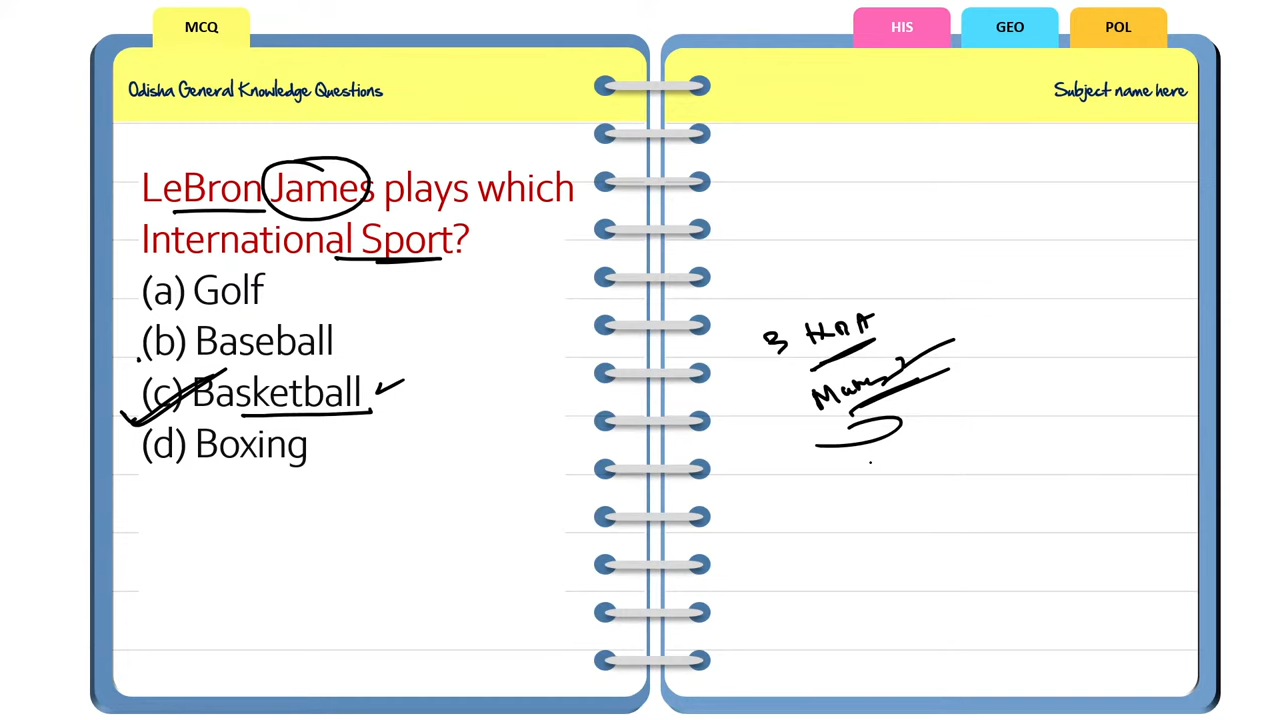 MCQ
HIS GEO POL
Odisha General Knowledge Questions
Subject name here
LeBron James plays which
International Sport?
(a) Golf
(b) Baseball
(c) Basketball
(d) Boxing
3